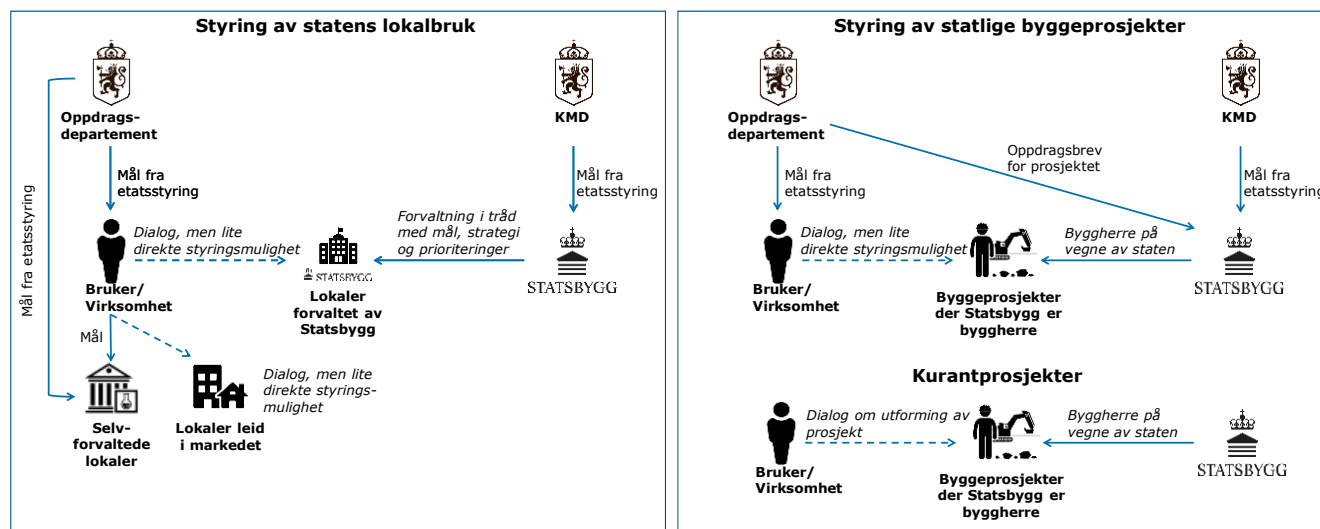 Styring av statens lokalbruk
Oppdrags-
departement
KMD
Mål fra etatsstyring
Mål fra
etatsstyring
Mål fra
etatsstyring
Dialog, men lite
direkte styringsmulighet
Forvaltning i tråd
med mål, strategi
og prioriteringer
STATSBYGG
STATSBYGG
Bruker/
Virksomhet
Lokaler
forvaltet av
Statsbygg
Mål
Dialog, men lite
direkte styrings-
mulighet
Selv-
forvaltede
lokaler
Lokaler leid
i markedet
Styring av statlige byggeprosjekter
Oppdrags-
departement
KMD
Oppdragsbrev
for prosjektet
Mål fra
etatsstyring
Mål fra
etatsstyring
Dialog, men lite
direkte styringsmulighet
Byggherre på
vegne av staten
STATSBYGG
Bruker/
Virksomhet
Byggeprosjekter
der Statsbygg er
byggherre
Kurantprosjekter
Dialog om utforming av
prosjekt
Byggherre på
vegne av staten
STATSBYGG
Bruker/
Virksomhet
Byggeprosjekter
der Statsbygg er
byggherre